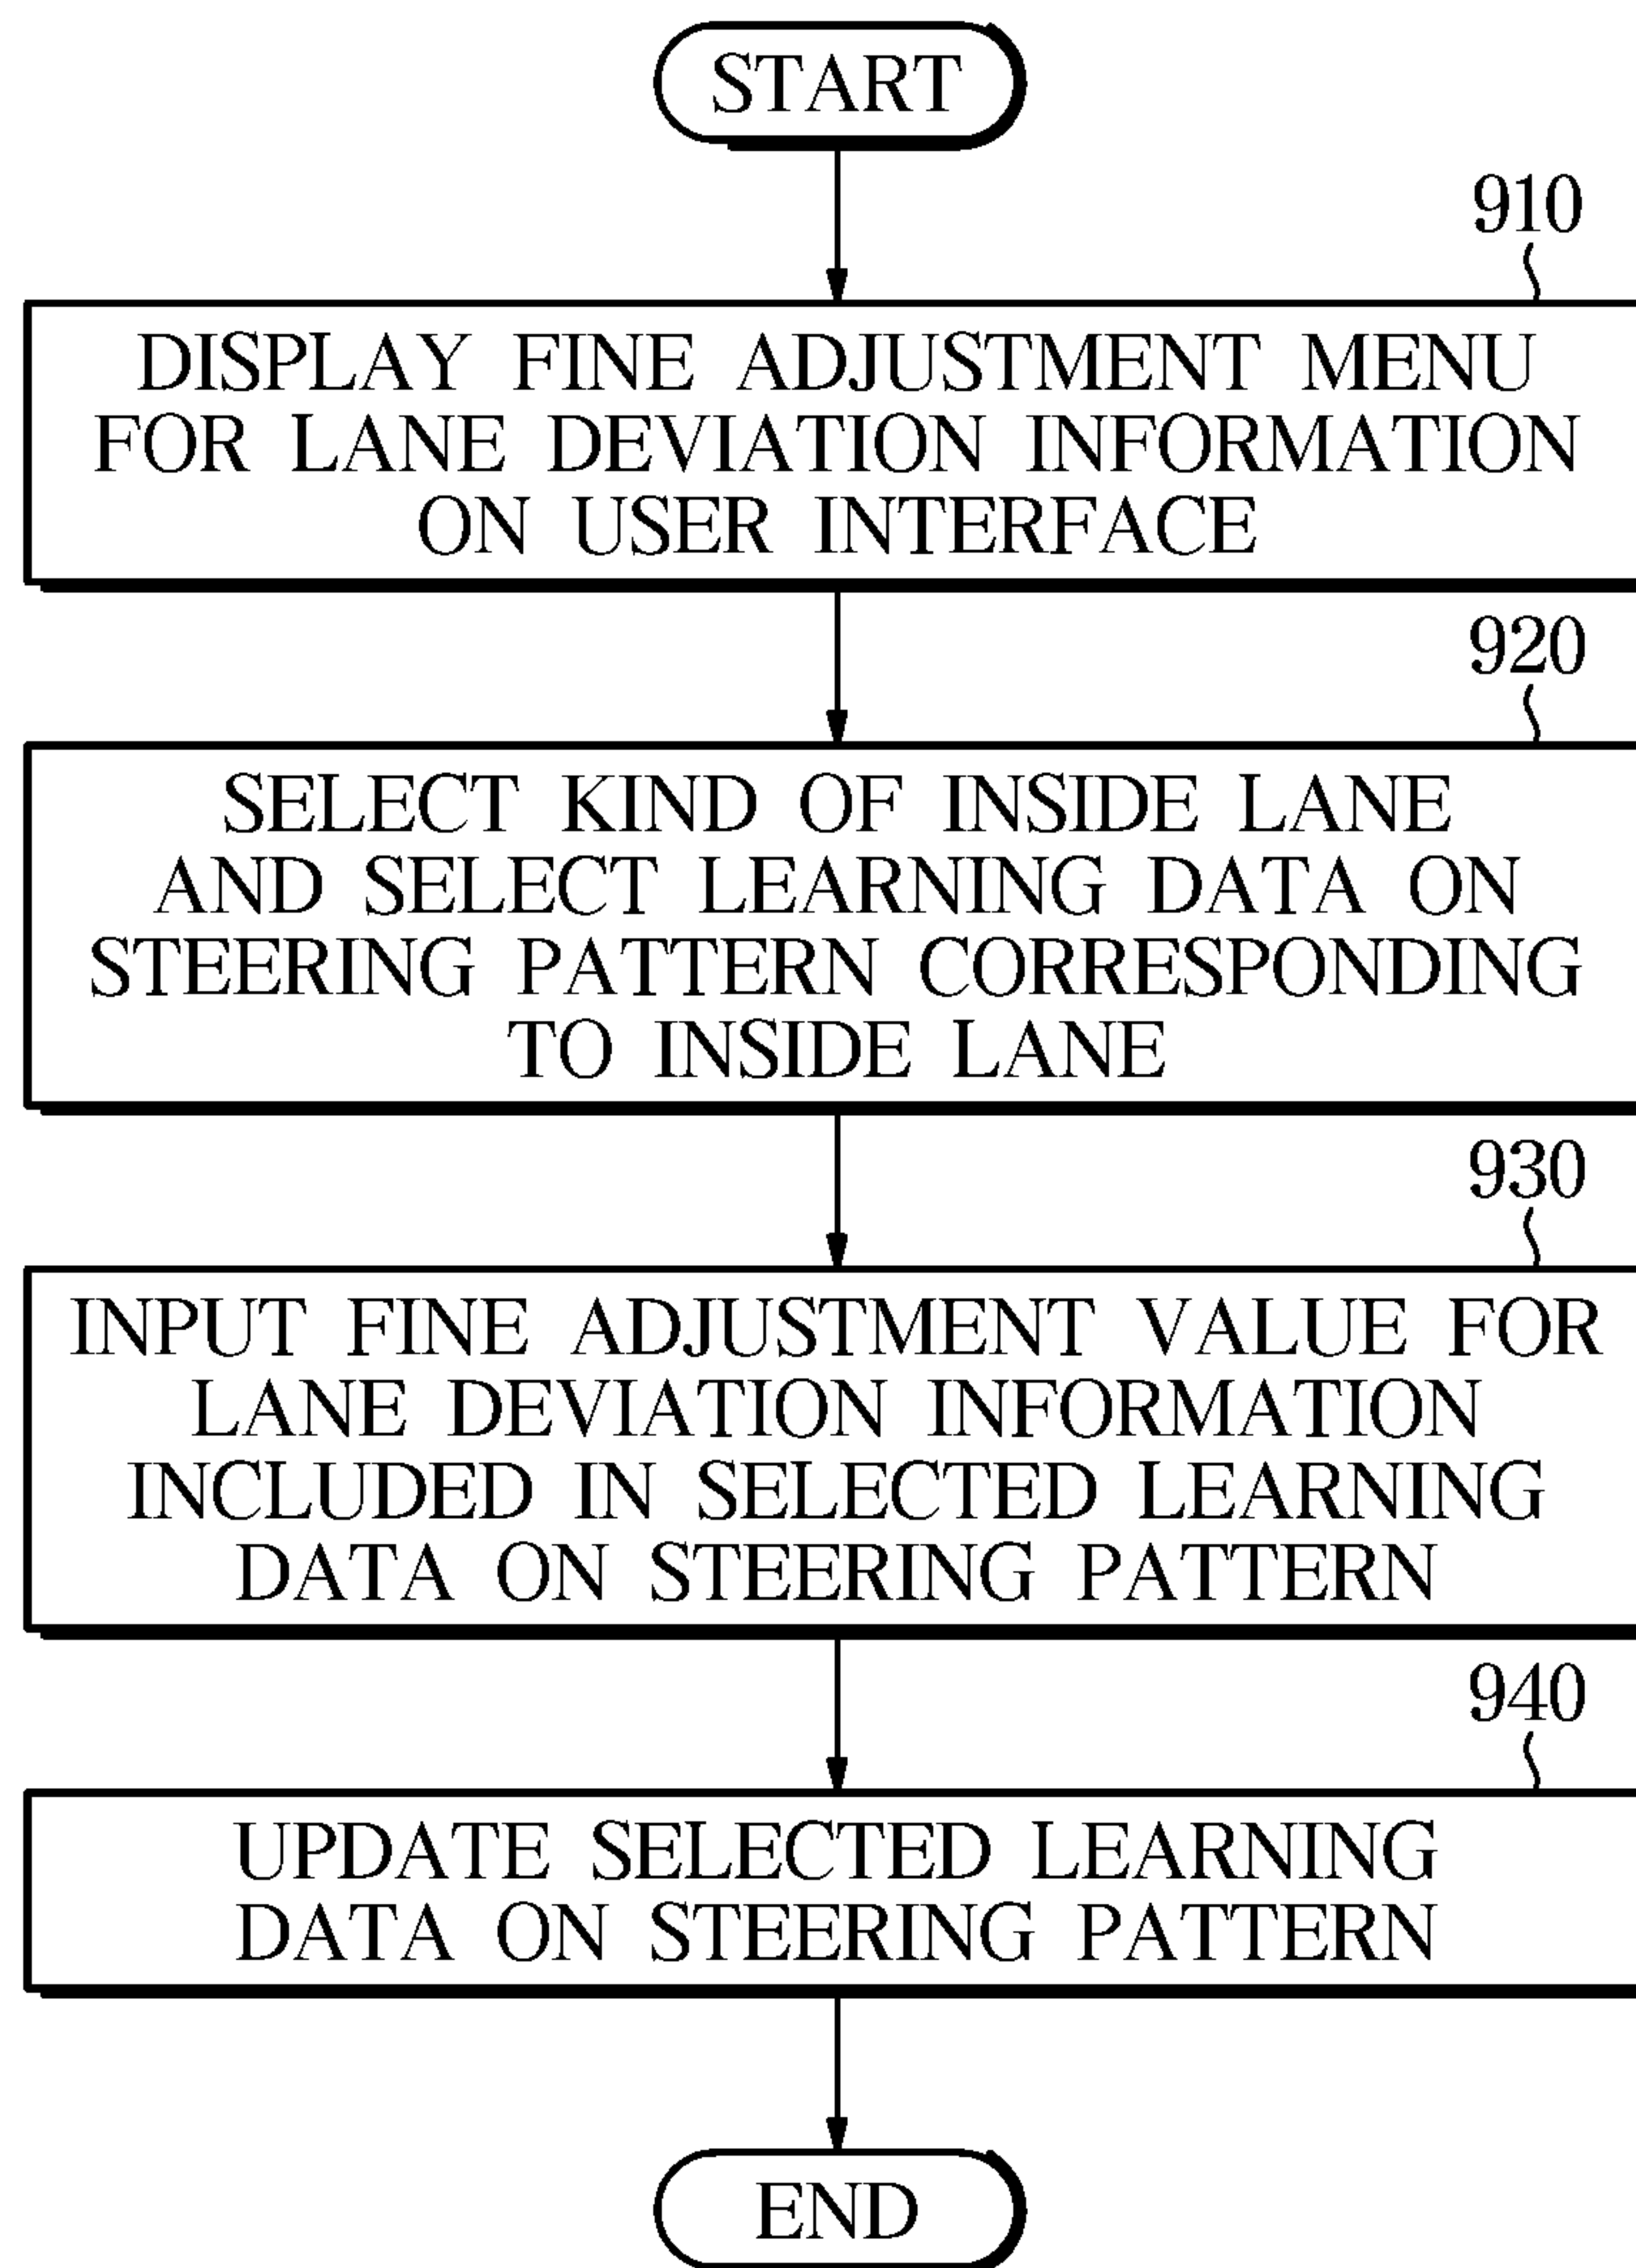 START
910
DISPLAY FINE ADJUSTMENT MENU
FOR LANE DEVIATION INFORMATION
ON USER INTERFACE
920
SELECT KIND OF INSIDE LANE
AND SELECT LEARNING DATA ON
STEERING PATTERN CORRESPONDING
TO INSIDE LANE
930
INPUT FINE ADJUSTMENT VALUE FOR
LANE DEVIATION INFORMATION
INCLUDED IN SELECTED LEARNING
DATA ON STEERING PATTERN
940
UPDATE SELECTED LEARNING
DATA ON STEERING PATTERN
END